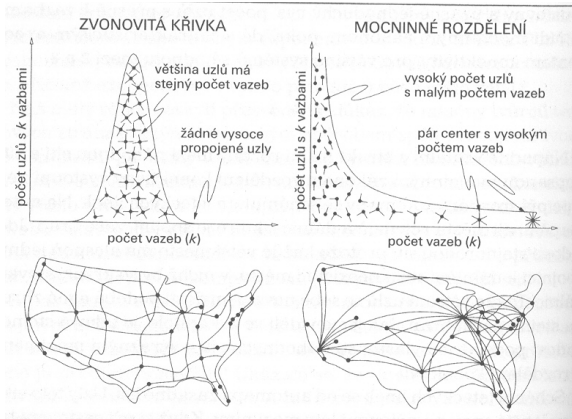 ZVONOVITÁ KŘIVKA
počet uzlů s k vazbami
většina uzlů má
stejný počet vazeb
žádné vysoce
propojené uzly
počet vazeb (k)
MOCNINNÉ ROZDĚLENÍ
počet uzlů s k vazbami
vysoký počet uzlů
s malým počtem vazeb
pár center s vysokým
počtem vazeb
počet vazeb (k)